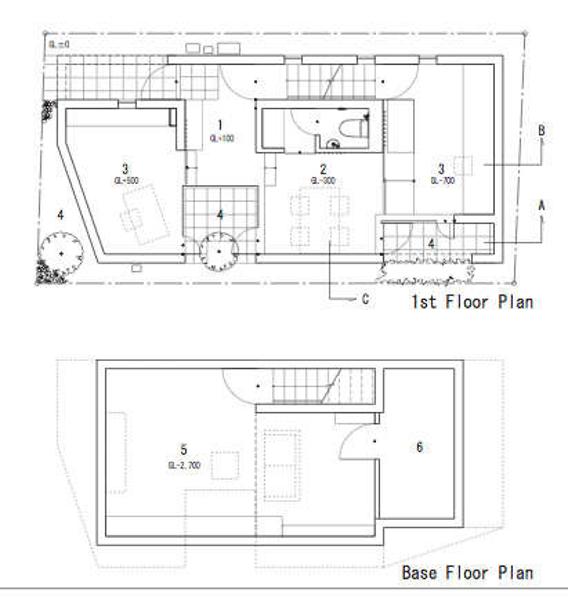 GL±0
1
GL+100
B
3
GL+500
2
GL-300
3
GL-700
A
4
4
4
C
1st Floor Plan
5
GL-2,700
6
Base Floor Plan